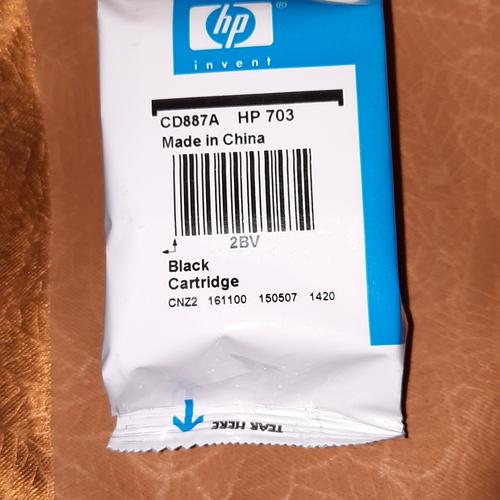 hp
®
invent
CD887A HP 703
Made in China
2BV
Black
Cartridge
CNZ2 161100 150507 1420
TEAR HERE